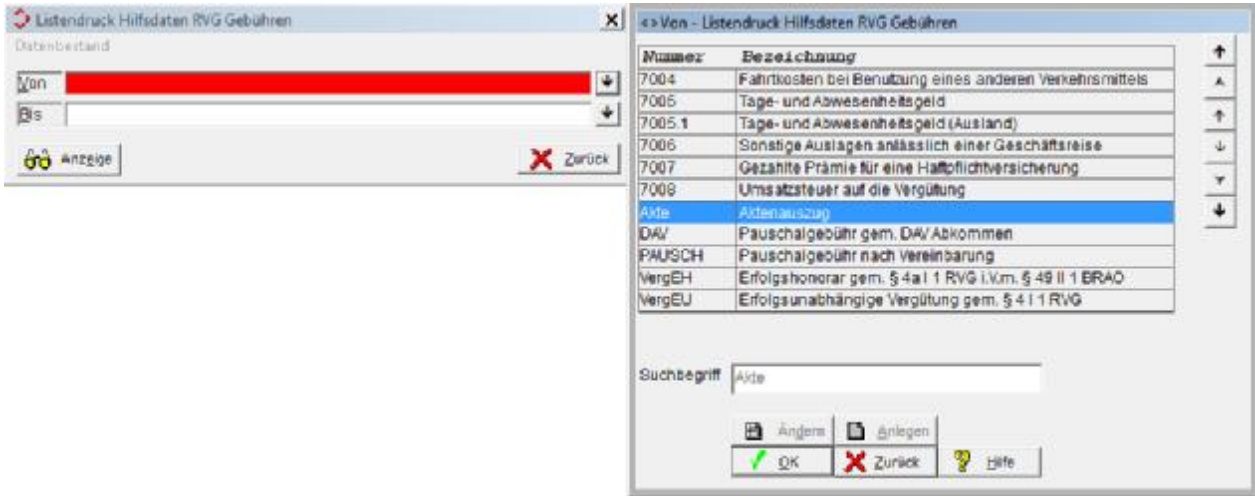 Listendruck Hilfsdaten RVG Gebühren
Datenbestand
Von
Bis
Anzeige
Zurück
<> Von - Listendruck Hilfsdaten RVG Gebühren
Nummer Bezeichnung
7004 Fahrtkosten bei Benutzung eines anderen Verkehrsmittels
7005 Tage- und Abwesenheitsgeld
7005.1 Tage- und Abwesenheitsgeld (Ausland)
7006 Sonstige Auslagen anlässlich einer Geschäftsreise
7007 Gezahlte Prämie für eine Haftpflichtversicherung
7008 Umsatzsteuer auf die Vergütung
Akte Aktenauszug
DAV Pauschalgebühr gem. DAV Abkommen
PAUSCH Pauschalgebühr nach Vereinbarung
VergEH Erfolgshonorar gem. § 4a I 1 RVG i.V.m. § 49 II 1 BRAO
VergEU Erfolgsunabhängige Vergütung gem. § 4 I 1 RVG
Suchbegriff Akte
Ändern Anlegen
OK Zurück Hilfe